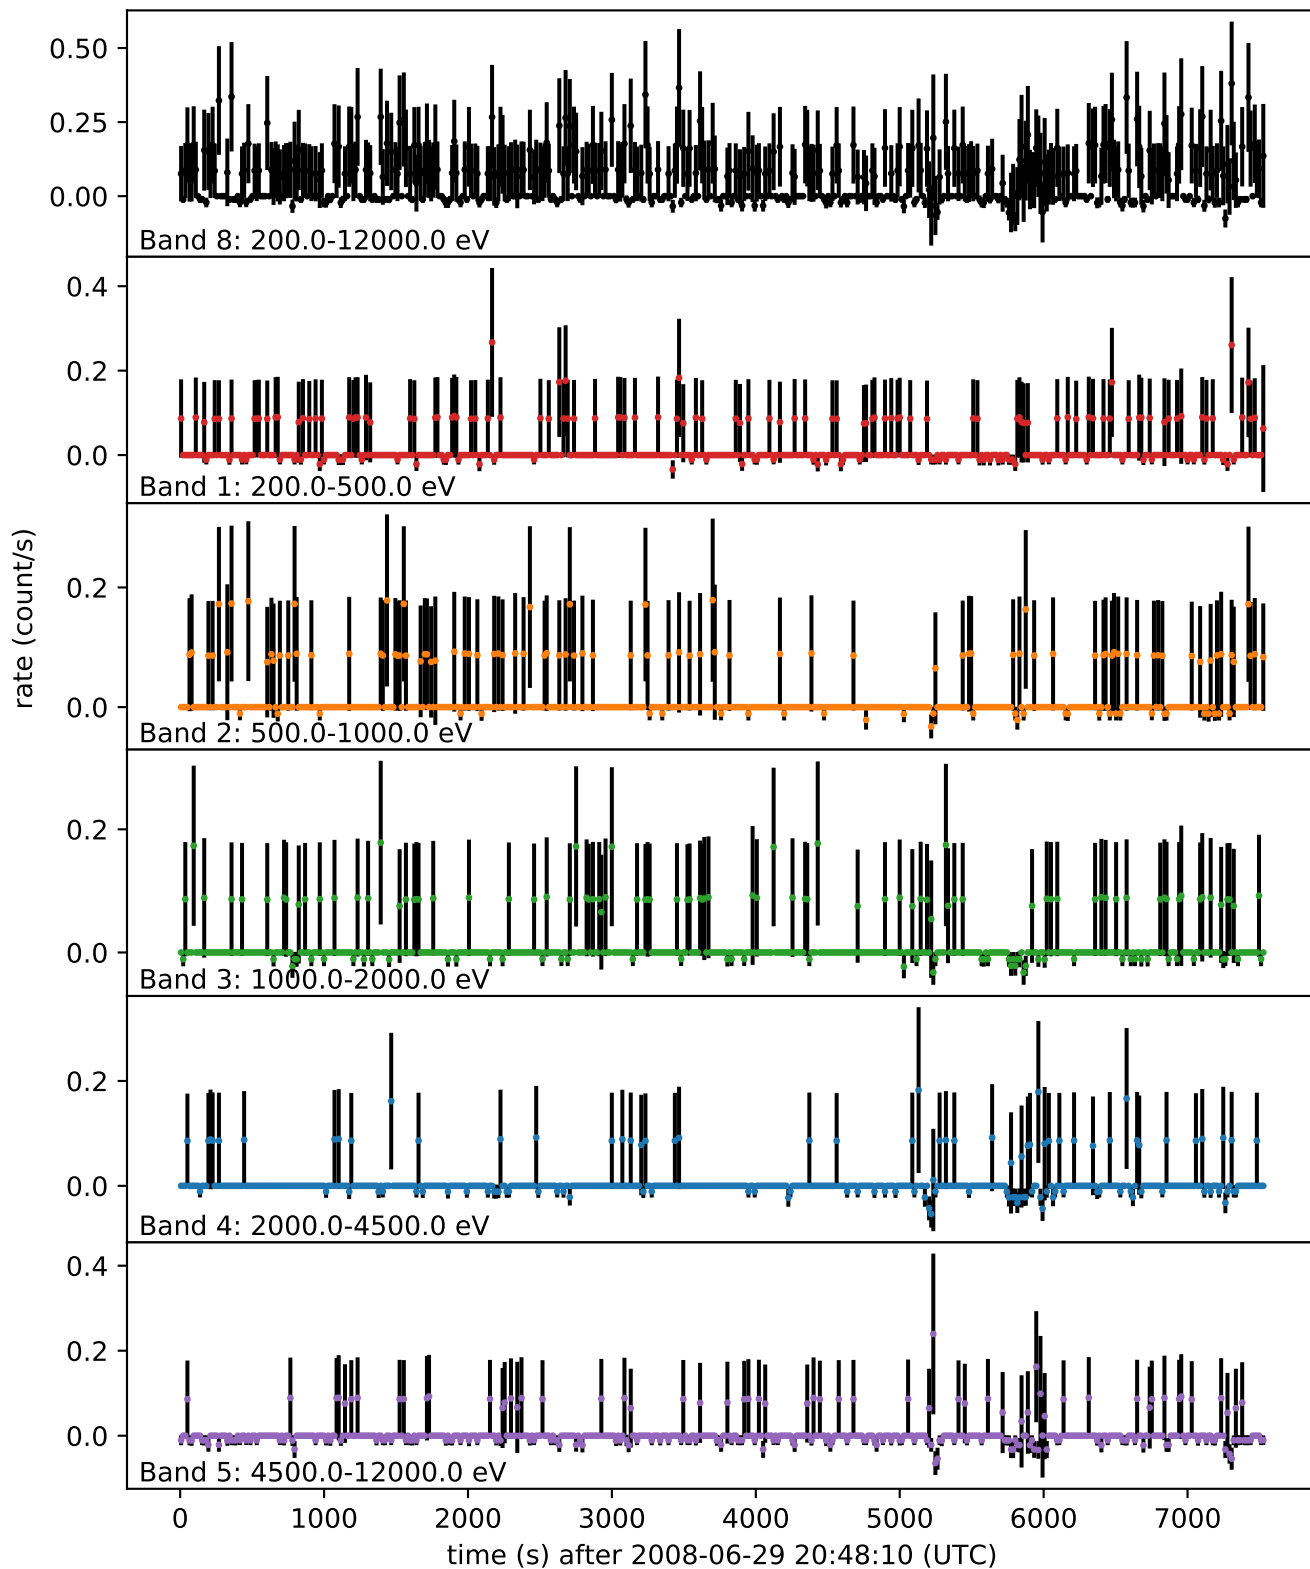 0.50
0.25
0.00
Band 8: 200.0-12000.0 eV
0.4
0.2
0.0
Band 1: 200.0-500.0 eV
rate (count/s)
0.2
0.0
Band 2: 500.0-1000.0 eV
0.2
0.0
Band 3: 1000.0-2000.0 eV
0.2
0.0
Band 4: 2000.0-4500.0 eV
0.4
0.2
0.0
Band 5: 4500.0-12000.0 eV
0 1000 2000 3000 4000 5000 6000 7000
time (s) after 2008-06-29 20:48:10 (UTC)